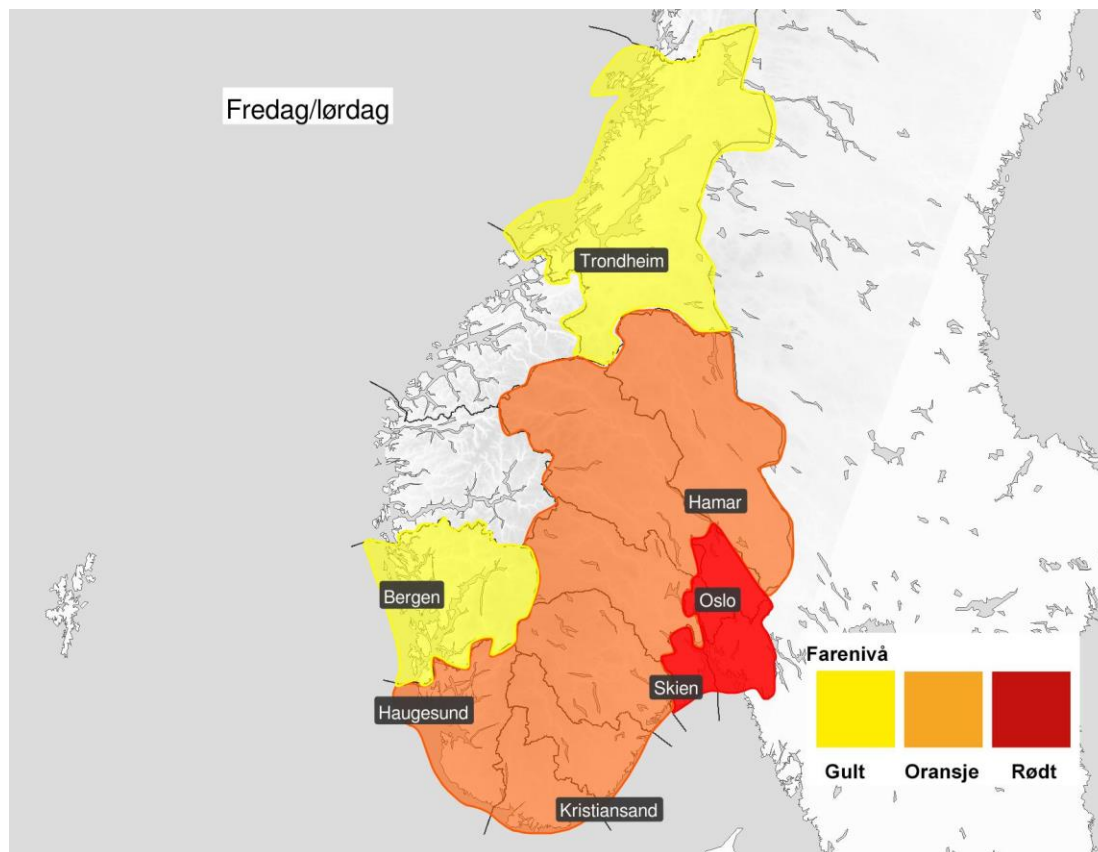 Fredag/lørdag
Trondheim
Hamar
Bergen
Oslo
Skien
Haugesund
Kristiansand
Farenivå
Gult
Oransje
Rødt